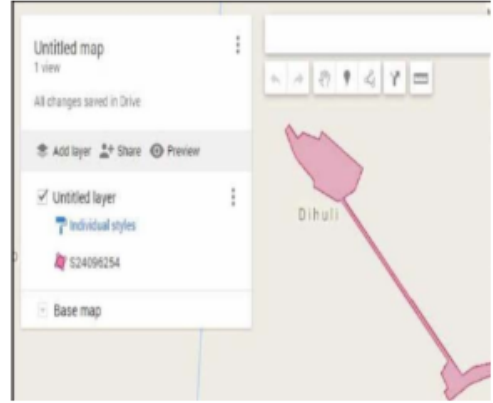 Untitled map
1 view
All changes saved in Drive
Add layer Share Preview
Untitled layer
Individual styles
S24096254
Base map
Dihuli